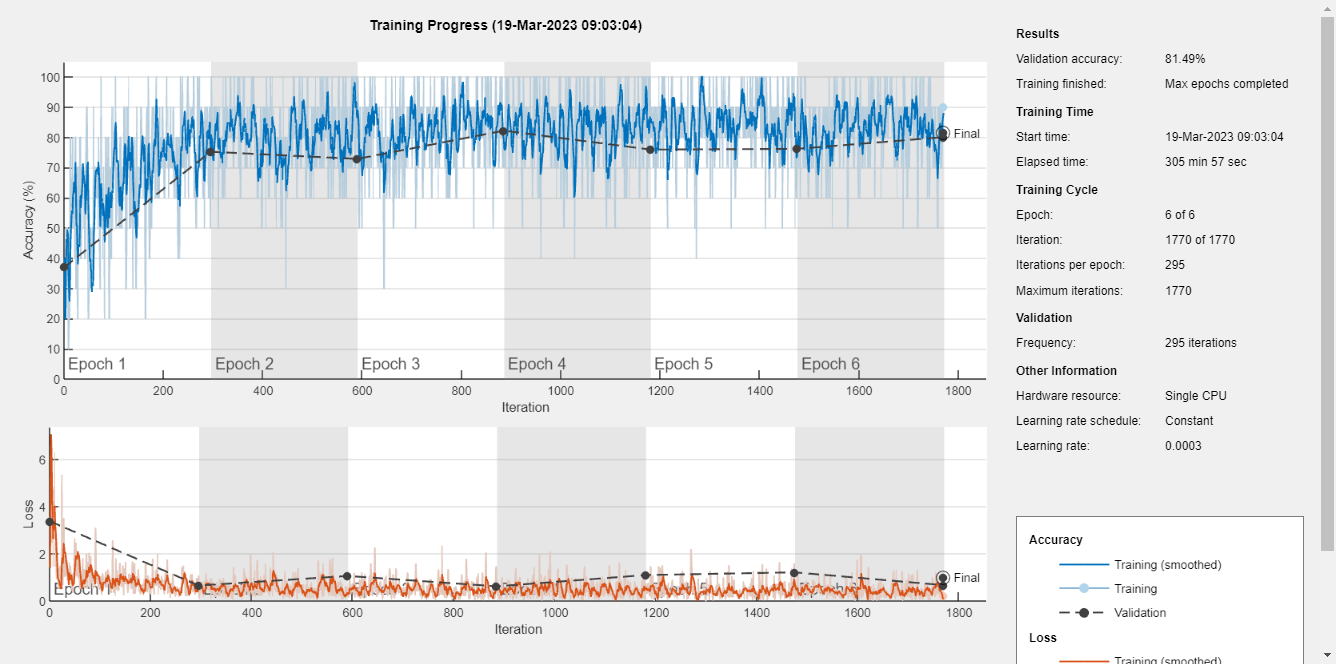 Training Progress (19-Mar-2023 09:03:04)
100
90
80
70
60
50
40
30
20
10
0
Accuracy (%)
Final
Epoch 1 Epoch 2 Epoch 3 Epoch 4 Epoch 5 Epoch 6
0 200 400 600 800 1000 1200 1400 1600 1800
Iteration
6
4
2
0
Loss
Final
Epoch 1
0 200 400 600 800 1000 1200 1400 1600 1800
Iteration
Results
Validation accuracy: 81.49%
Training finished: Max epochs completed
Training Time
Start time: 19-Mar-2023 09:03:04
Elapsed time: 305 min 57 sec
Training Cycle
Epoch: 6 of 6
Iteration: 1770 of 1770
Iterations per epoch: 295
Maximum iterations: 1770
Validation
Frequency: 295 iterations
Other Information
Hardware resource: Single CPU
Learning rate schedule: Constant
Learning rate: 0.0003
Accuracy
Training (smoothed)
Training
Validation
Loss
Training (smoothed)